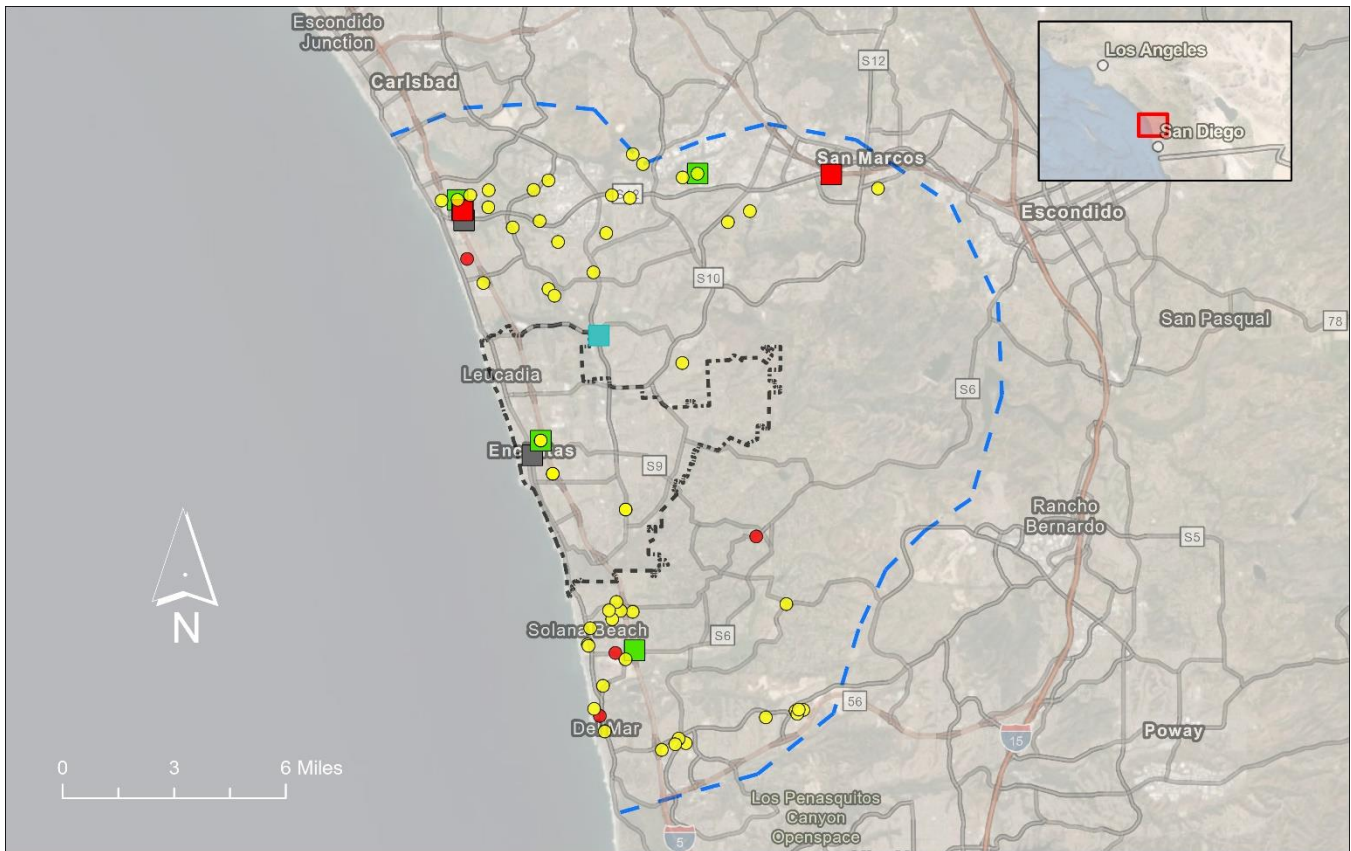 Escondido
Junction
Carlsbad
S12
Los Angeles
San Diego
San Marcos
Escondido
S10
San Pasqual
78
Leucadia
S6
S9
Rancho
Bernardo
S5
N
Solana Beach
S6
56
Del Mar
15
Poway
0 3 6 Miles
Los Penasquitos
Canyon
Openspace
5